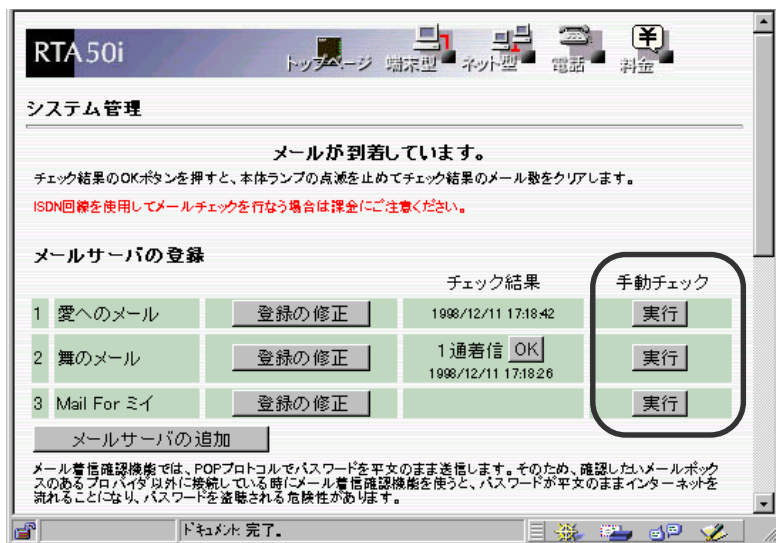 RTA50i
トップページ 端末型 ネット型 電話 料金
システム管理
メールが到着しています。
チェック結果のOKボタンを押すと、本体ランプの点滅を止めてチェック結果のメール数をクリアします。
ISDN回線を使用してメールチェックを行なう場合は課金にご注意ください。
メールサーバの登録
チェック結果 手動チェック
1 愛へのメール 登録の修正 1998/12/11 17:18:42 実行
2 舞のメール 登録の修正 1通着信 OK 実行
1998/12/11 17:18:26
3 Mail For ミイ 登録の修正 実行
メールサーバの追加
メール着信確認機能では、POPプロトコルでパスワードを平文のまま送信します。そのため、確認したいメールボック
スのあるプロバイダ以外に接続している時にメール着信確認機能を使うと、パスワードが平文のままインターネットを
流れることになり、パスワードを盗聴される危険性があります。
ドキュメント: 完了。